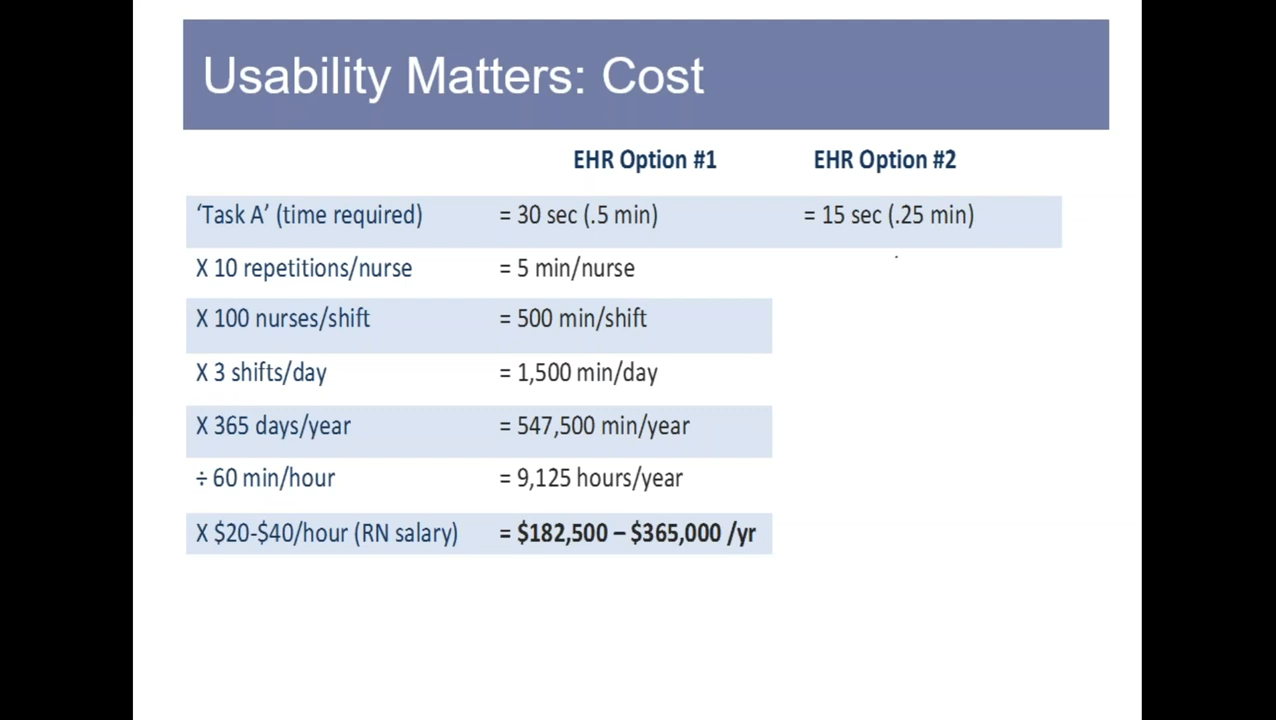 Usability Matters: Cost
EHR Option #1 EHR Option #2
‘Task A’ (time required) = 30 sec (.5 min) = 15 sec (.25 min)
X 10 repetitions/nurse = 5 min/nurse
X 100 nurses/shift = 500 min/shift
X 3 shifts/day = 1,500 min/day
X 365 days/year = 547,500 min/year
÷ 60 min/hour = 9,125 hours/year
X $20-$40/hour (RN salary) = $182,500 – $365,000 /yr